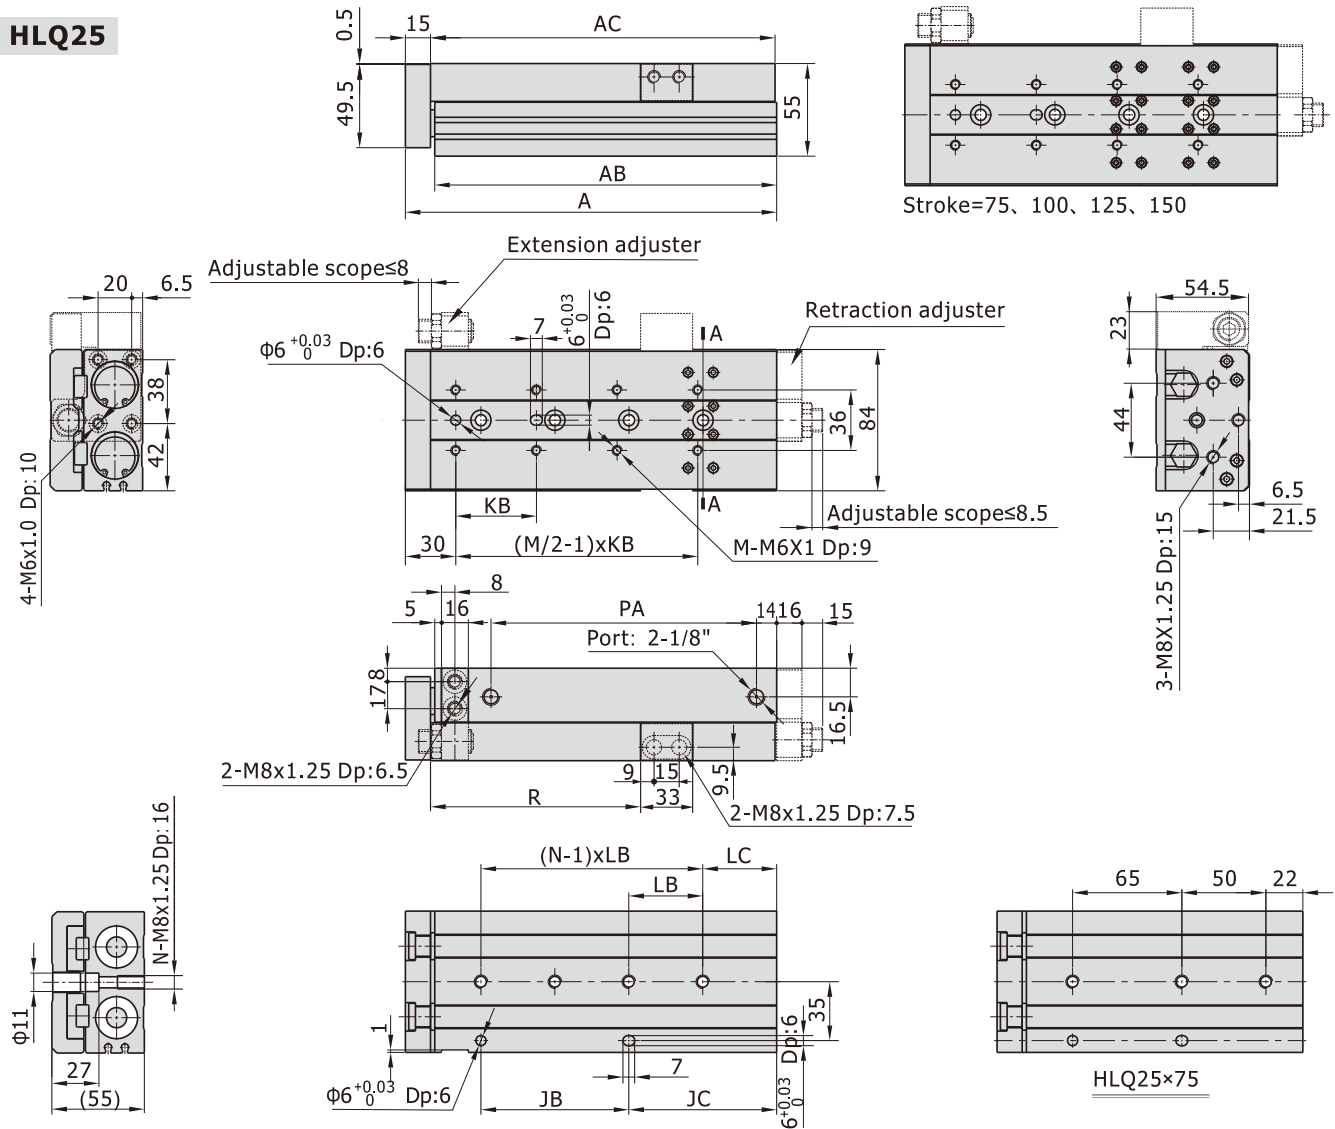 HLQ25
0.5
15
AC
49.5
55
AB
A
Stroke=75、100、125、150
Extension adjuster
Adjustable scope≤8
20
6.5
Φ6 +0.03 0 Dp:6
7
6 +0.03 0 Dp:6
A
Retraction adjuster
54.5
23
38
42
36
84
44
4-M6x1.0 Dp:10
KB
30
(M/2-1)xKB
A
M-M6X1 Dp:9
Adjustable scope≤8.5
6.5
21.5
3-M8X1.25 Dp:15
8
5
16
PA
14
16
15
Port: 2-1/8"
8
17
16.5
2-M8x1.25 Dp:6.5
R
9
15
33
9.5
2-M8x1.25 Dp:7.5
N-M8x1.25 Dp:16
Φ11
27
(55)
(N-1)xLB
LC
LB
35
1
Φ6 +0.03 0 Dp:6
7
6 +0.03 0 Dp:6
JB
JC
65
50
22
HLQ25×75